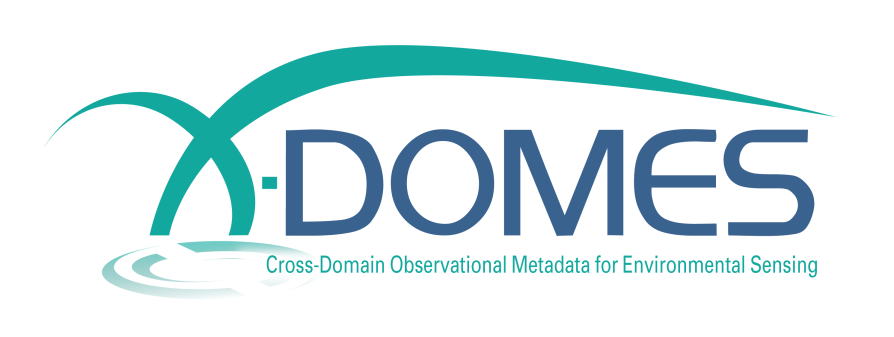 X-DOMES
Cross-Domain Observational Metadata for Environmental Sensing